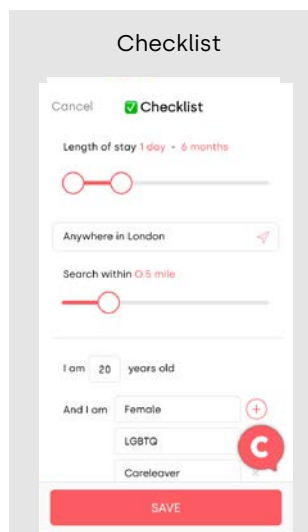 Checklist
Cancel ✅ Checklist
Length of stay 1 day - 6 months
Anywhere in London
Search within 0.5 mile
I am 20 years old
And I am Female
LGBTQ
C
Careleaver
SAVE